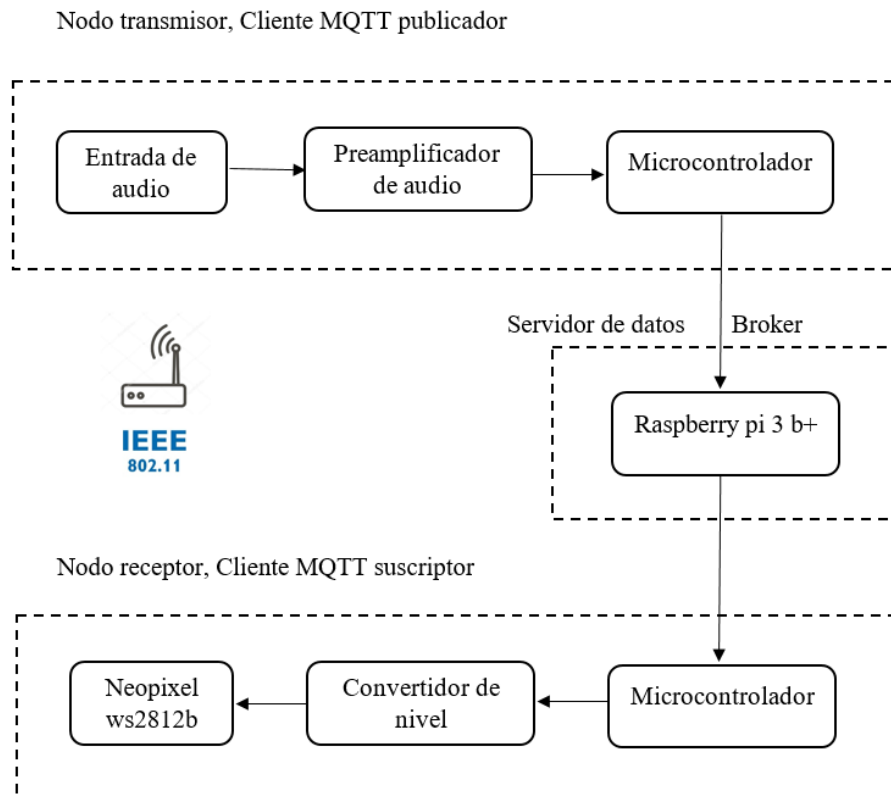 Nodo transmisor, Cliente MQTT publicador
Entrada de
audio
Preamplificador
de audio
Microcontrolador
Servidor de datos
Broker
IEEE
802.11
Raspberry pi 3 b+
Nodo receptor, Cliente MQTT suscriptor
Neopixel
ws2812b
Convertidor de
nivel
Microcontrolador